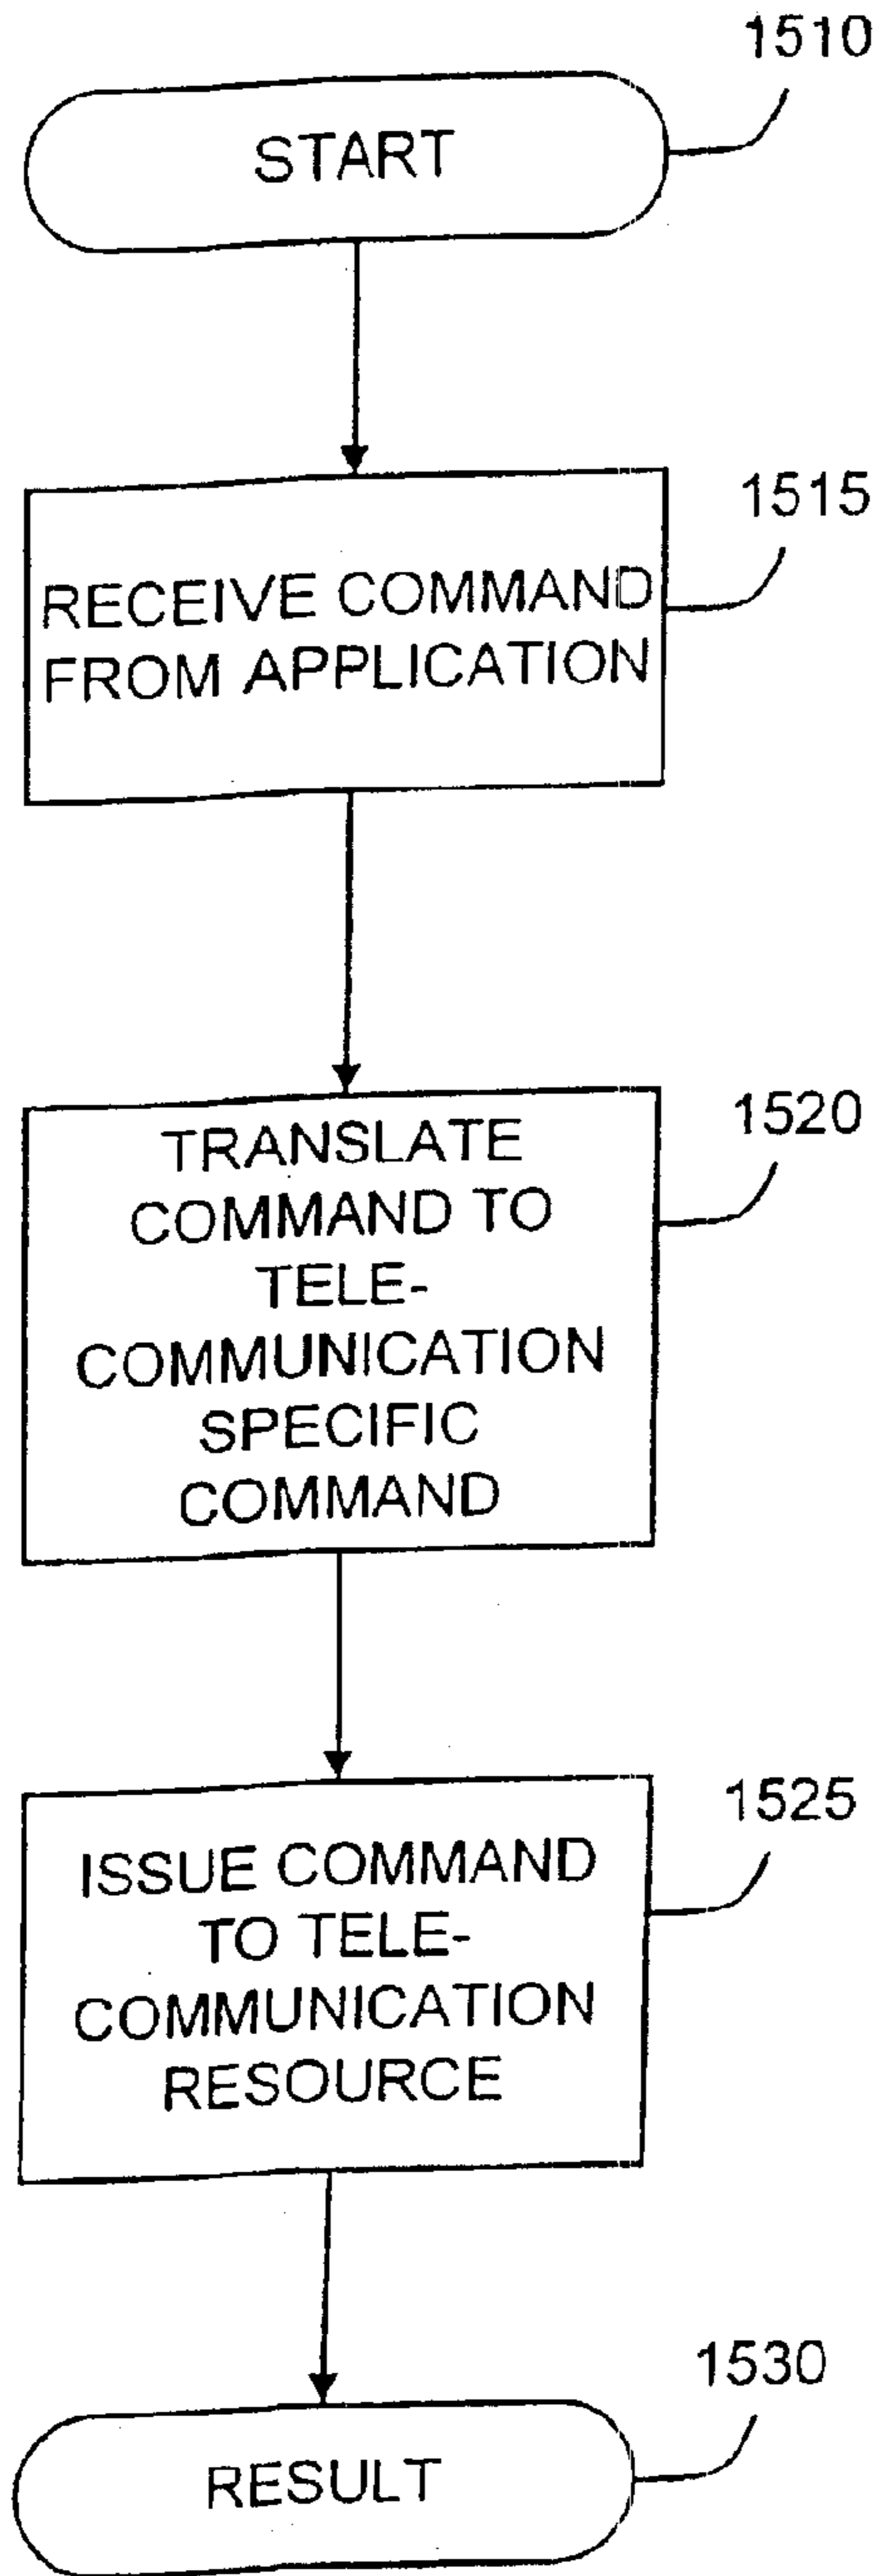 1510
START
1515
RECEIVE COMMAND
FROM APPLICATION
1520
TRANSLATE
COMMAND TO
TELE-
COMMUNICATION
SPECIFIC
COMMAND
1525
ISSUE COMMAND
TO TELE-
COMMUNICATION
RESOURCE
1530
RESULT